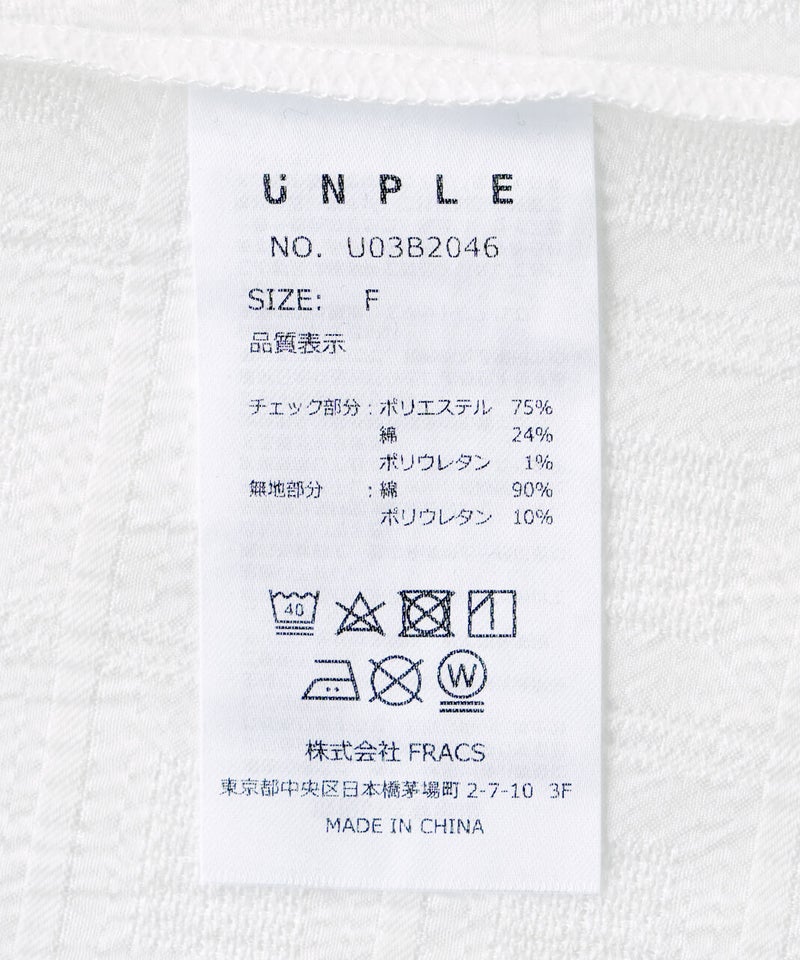 UNPLE
NO. U03B2046
SIZE: F
品質表示
チェック部分：ポリエステル 75%
綿 24%
ポリウレタン 1%
無地部分 ：綿 90%
ポリウレタン 10%
40
W
株式会社 FRACS
東京都中央区日本橋茅場町 2-7-10 3F
MADE IN CHINA